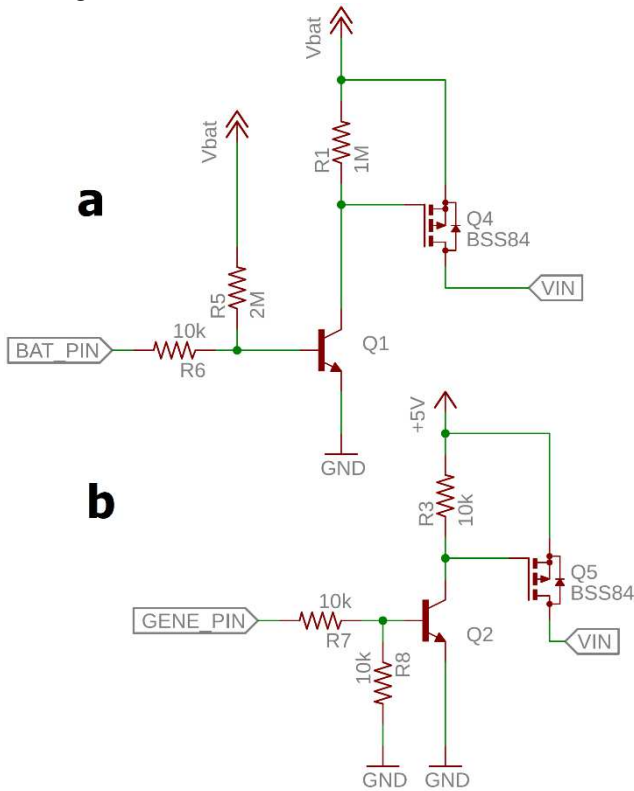 Vbat
Vbat
R1
1M
a
Q4
BSS84
VIN
R5
2M
10k
BAT_PIN
R6
Q1
GND
+5V
b
R3
10k
Q5
BSS84
10k
GENE_PIN
R7
Q2
VIN
10k
R8
GND
GND